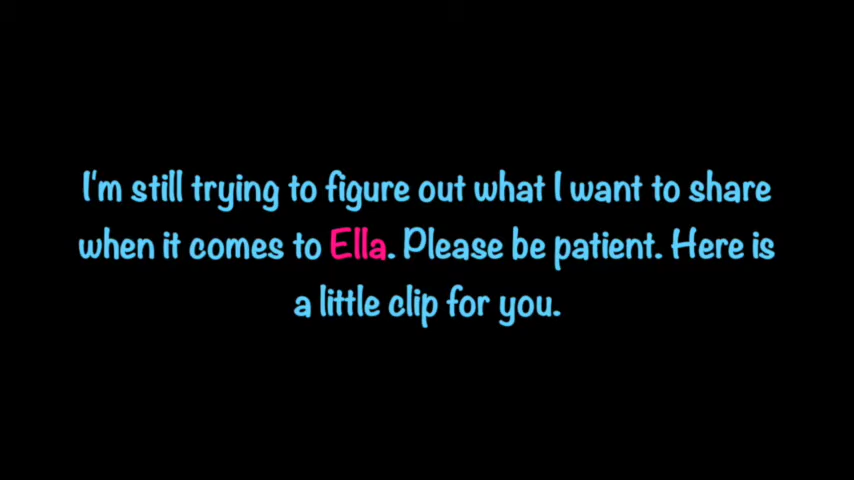 I'm still trying to figure out what I want to share
when it comes to Ella. Please be patient. Here is
a little clip for you.